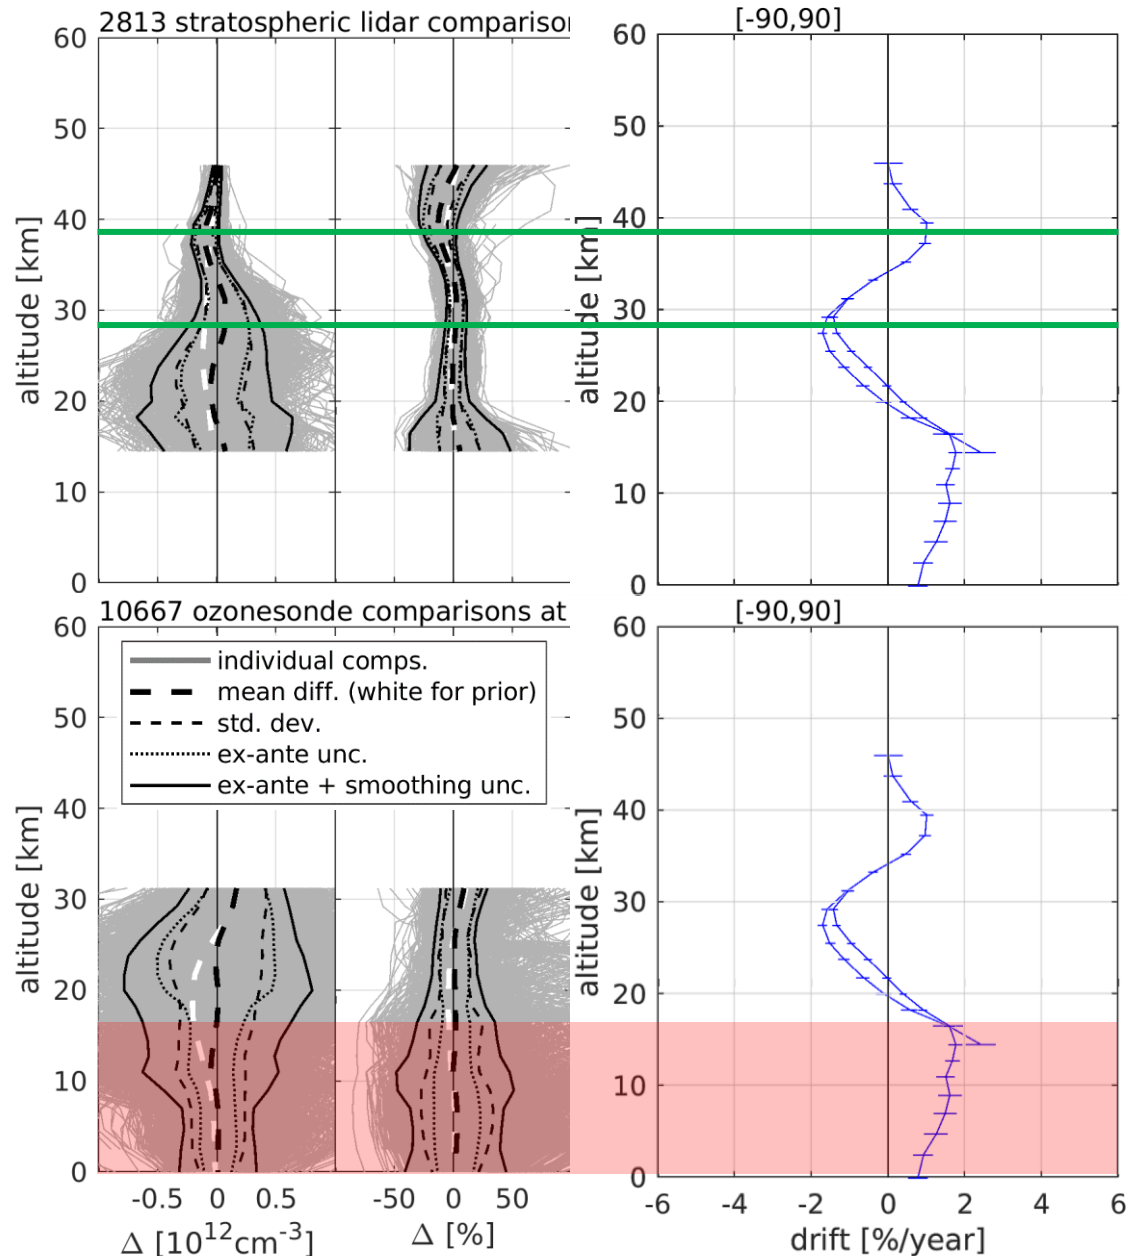 2813 stratospheric lidar comparison
[-90,90]
60
50
40
30
20
10
0
altitude [km]
60
50
40
30
20
10
0
altitude [km]
10667 ozonesonde comparisons at
[-90,90]
individual comps.
mean diff. (white for prior)
std. dev.
ex-ante unc.
ex-ante + smoothing unc.
60
50
40
30
20
10
0
altitude [km]
60
50
40
30
20
10
0
altitude [km]
-0.5 0 0.5
Δ [10¹²cm⁻³]
-50 0 50
Δ [%]
-6 -4 -2 0 2 4 6
drift [%/year]